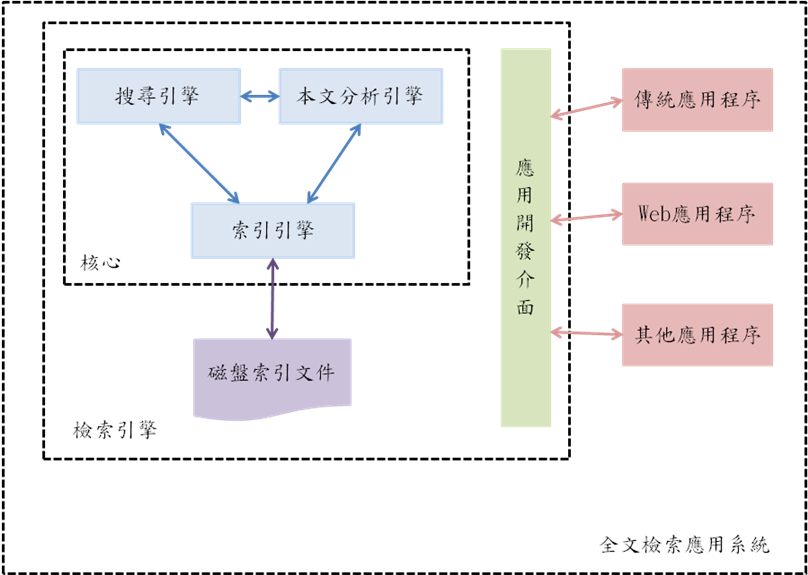 搜尋引擎
本文分析引擎
索引引擎
核心
磁盤索引文件
檢索引擎
應用開發介面
傳統應用程序
Web應用程序
其他應用程序
全文檢索應用系統